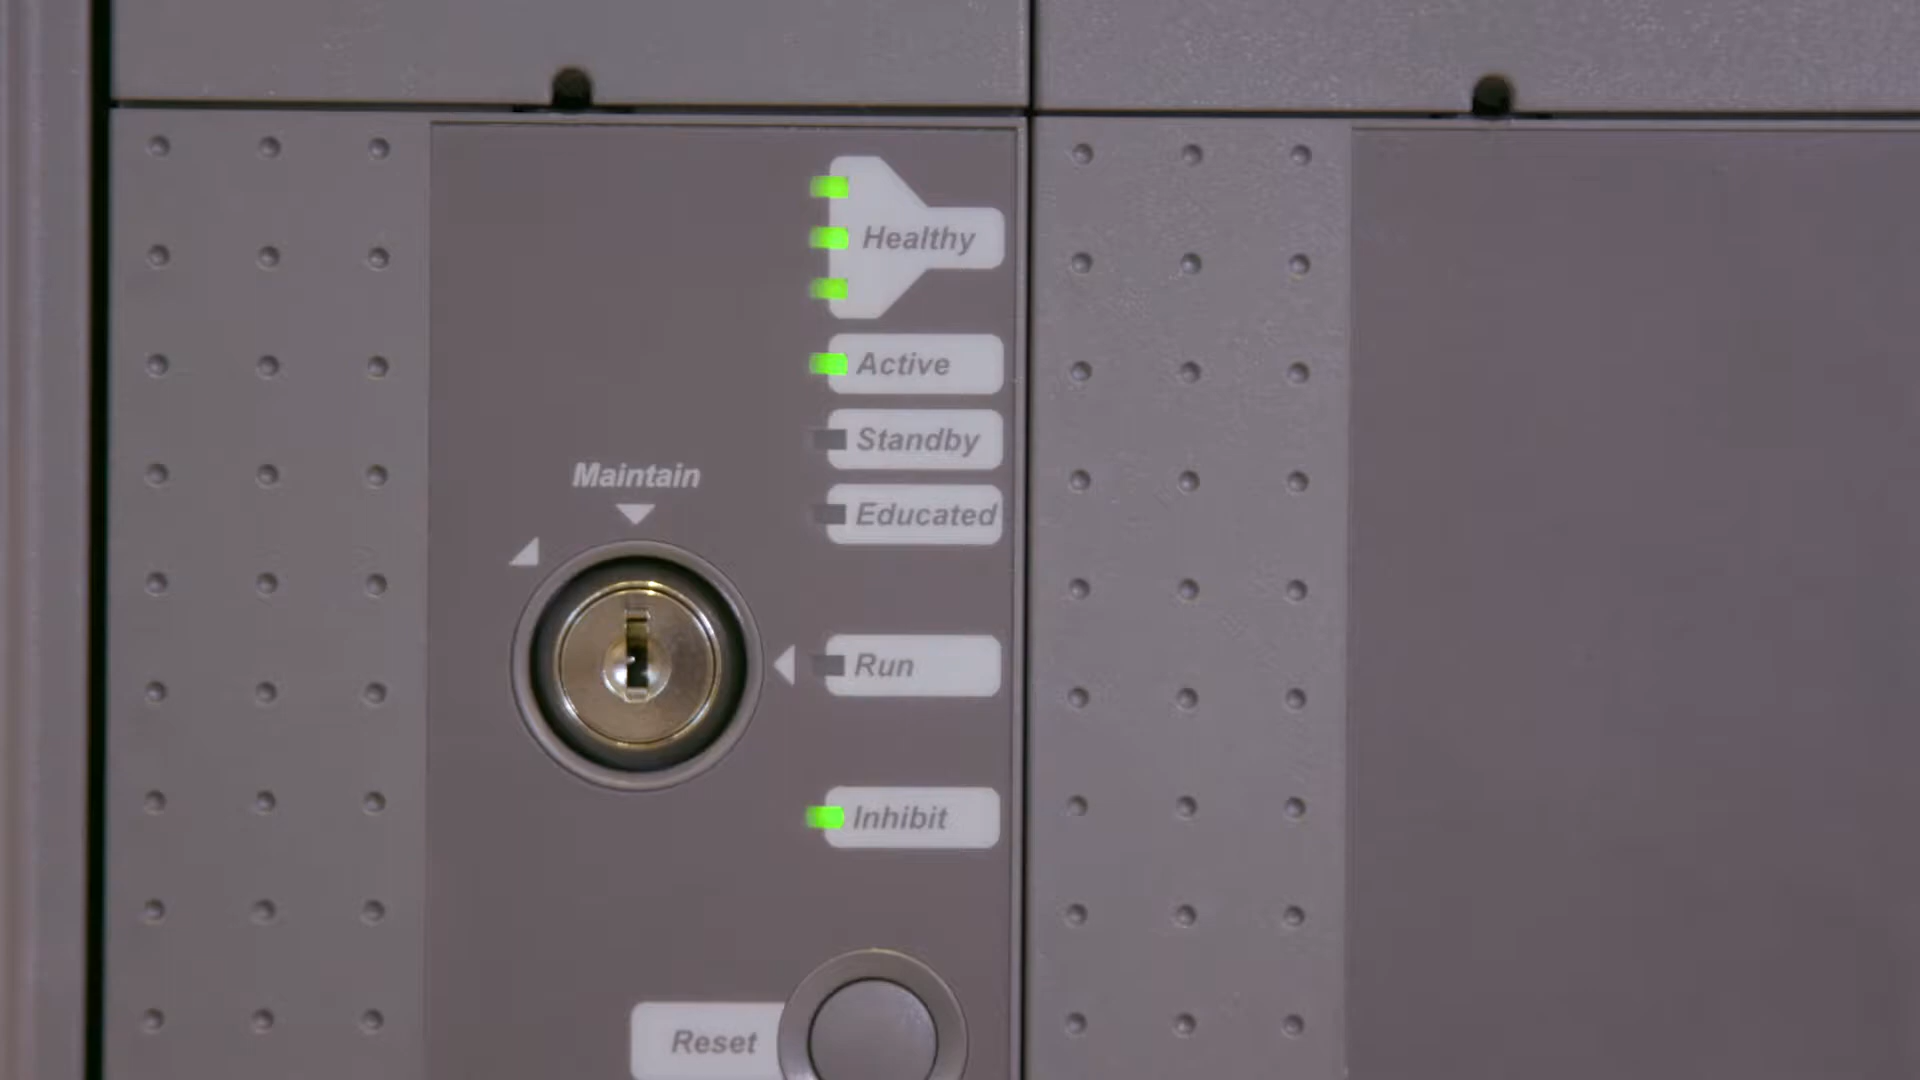 Healthy
Active
Standby
Maintain
Educated
Run
Inhibit
Reset